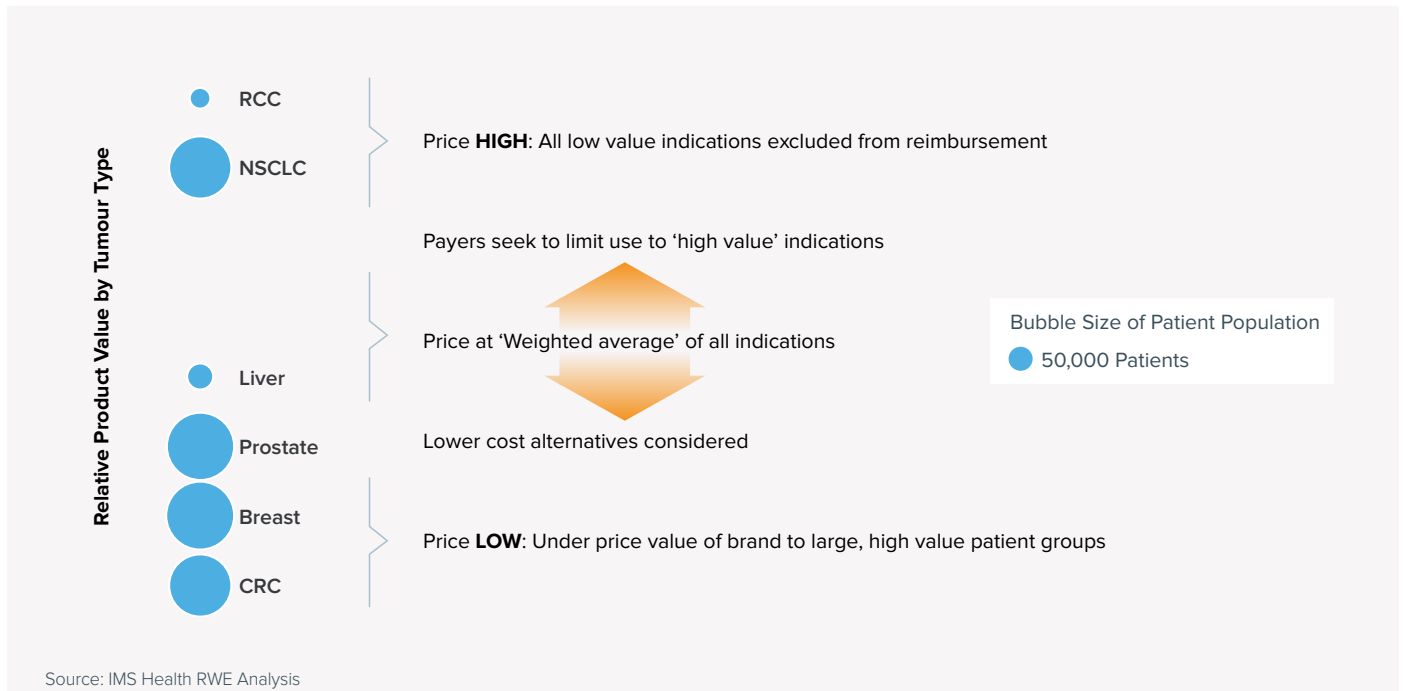 Relative Product Value by Tumour Type
RCC
NSCLC
Liver
Prostate
Breast
CRC
Price HIGH: All low value indications excluded from reimbursement
Payers seek to limit use to ‘high value’ indications
Price at ‘Weighted average’ of all indications
Lower cost alternatives considered
Price LOW: Under price value of brand to large, high value patient groups
Bubble Size of Patient Population
50,000 Patients
Source: IMS Health RWE Analysis